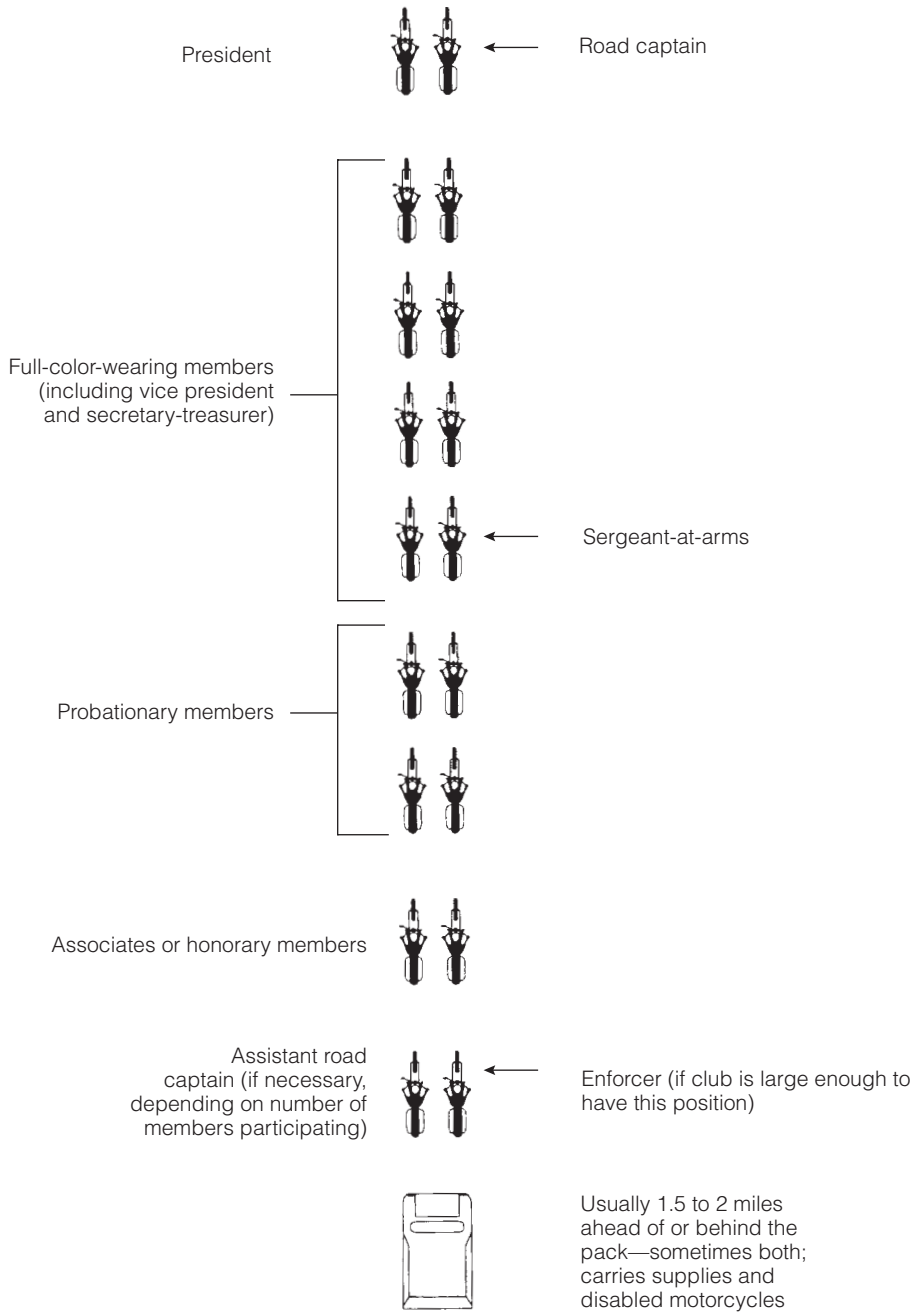 President
Road captain
Full-color-wearing members
(including vice president
and secretary-treasurer)
Sergeant-at-arms
Probationary members
Associates or honorary members
Assistant road
captain (if necessary,
depending on number of
members participating)
Enforcer (if club is large enough to
have this position)
Usually 1.5 to 2 miles
ahead of or behind the
pack—sometimes both;
carries supplies and
disabled motorcycles